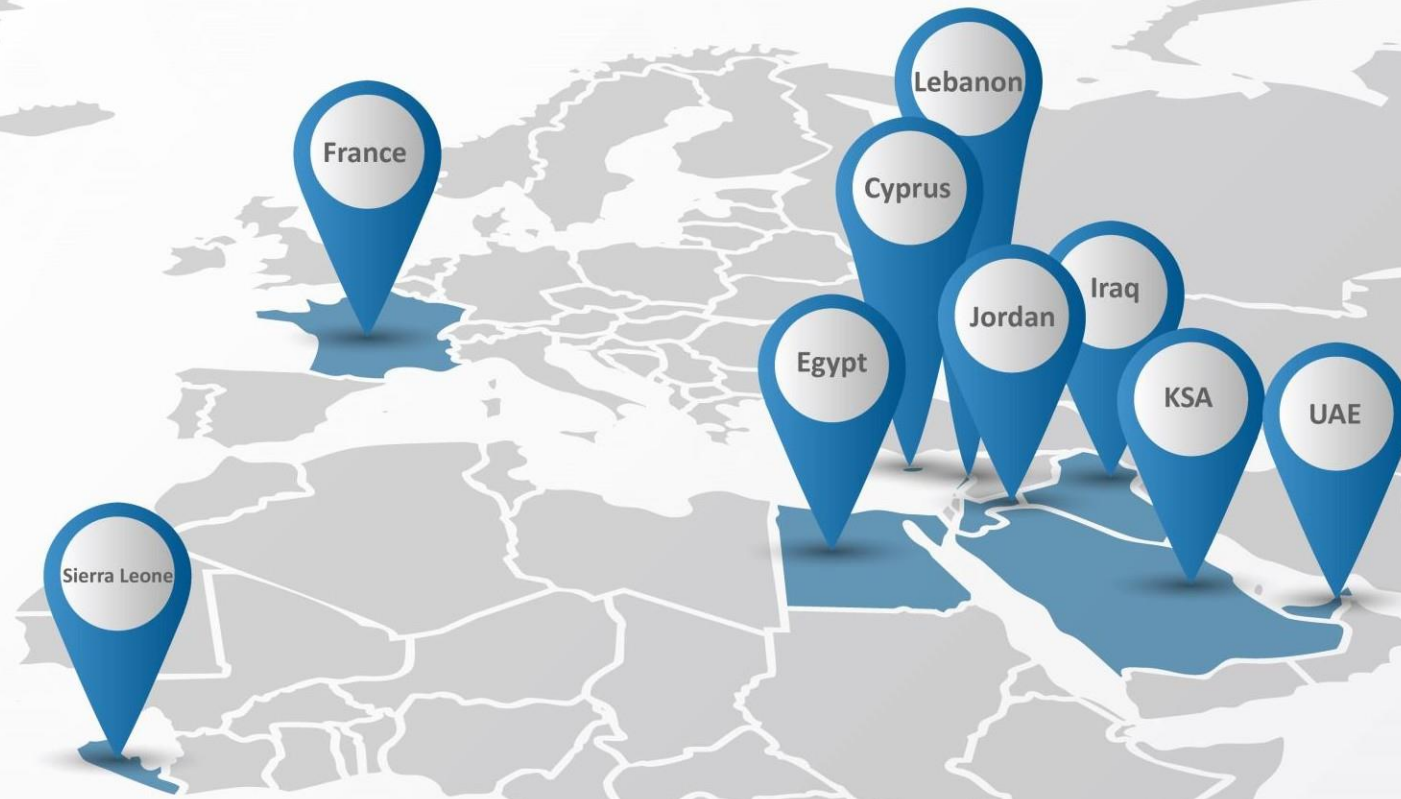 Lebanon
France
Cyprus
Iraq
Jordan
Egypt
KSA
UAE
Sierra Leone